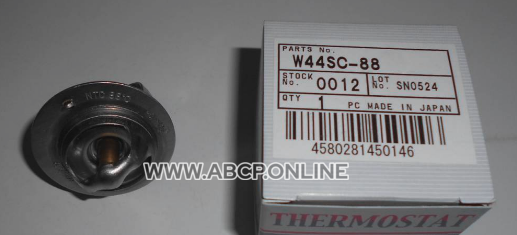 PARTS No.
W44SC-88
STOCK No. 0012 LOT No. SN0524
QTY 1 PC MADE IN JAPAN
4580281450146
WWW.ABCP.ONLINE
THERMOSTAT